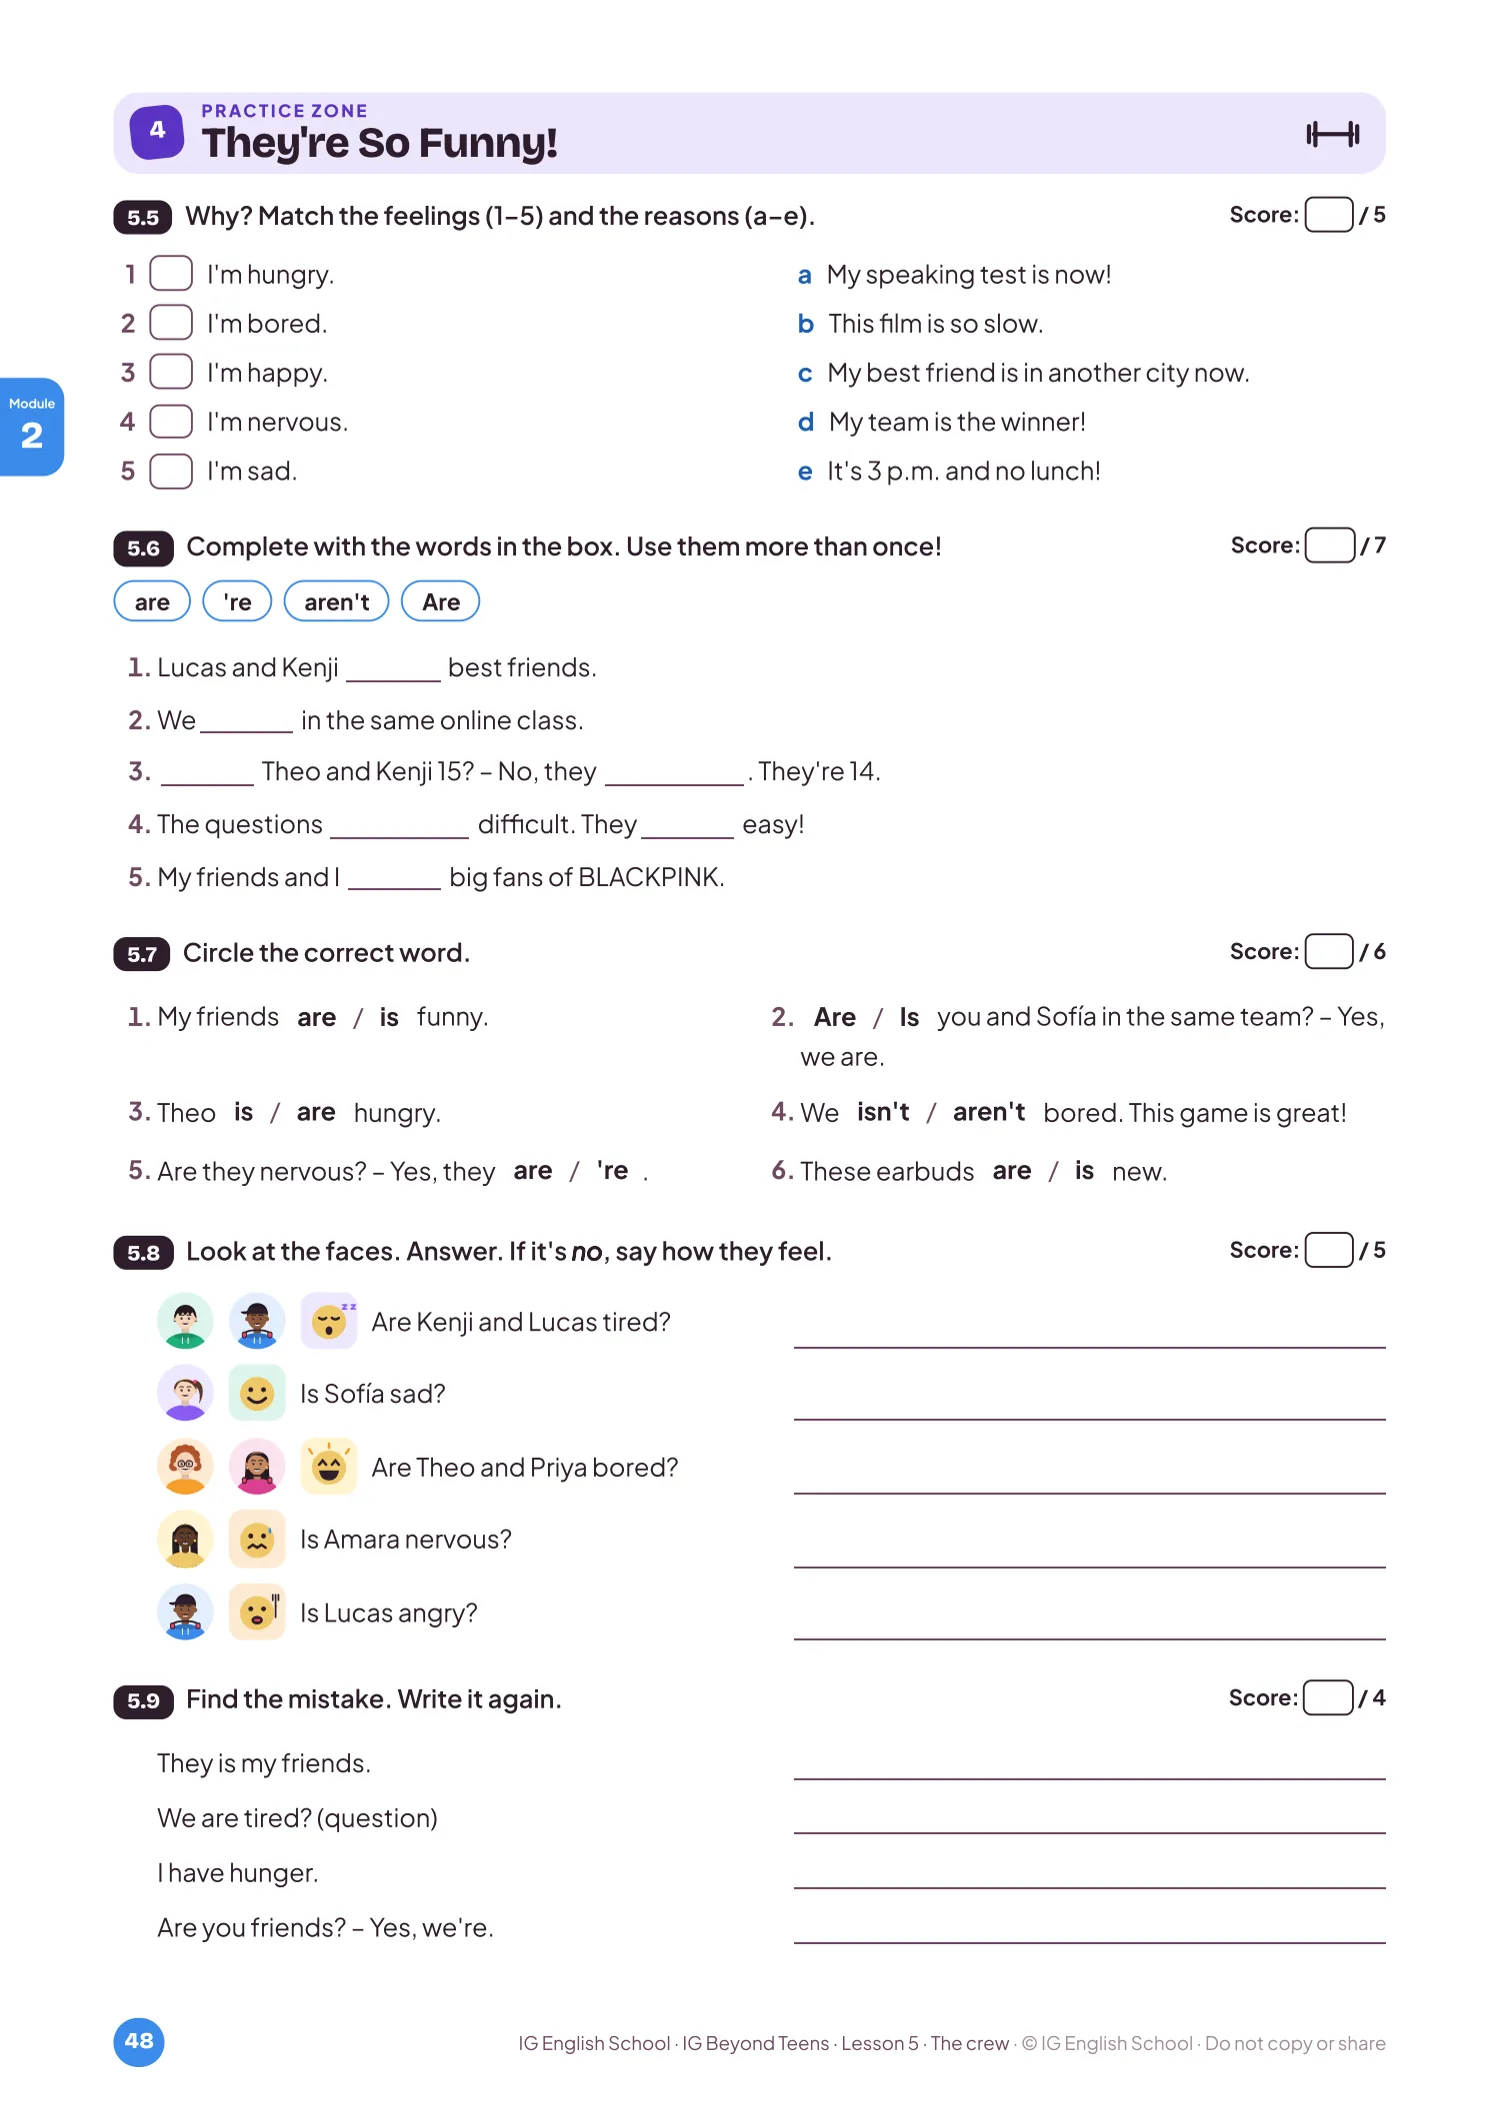 4
PRACTICE ZONE
They're So Funny!
5.5 Why? Match the feelings (1–5) and the reasons (a–e). Score: / 5
1 I'm hungry.
a My speaking test is now!
2 I'm bored.
b This film is so slow.
3 I'm happy.
c My best friend is in another city now.
4 I'm nervous.
d My team is the winner!
5 I'm sad.
e It's 3 p.m. and no lunch!
Module
2
5.6 Complete with the words in the box. Use them more than once! Score: / 7
are 're aren't Are
1. Lucas and Kenji ______ best friends.
2. We ______ in the same online class.
3. ______ Theo and Kenji 15? – No, they ______. They're 14.
4. The questions ______ difficult. They ______ easy!
5. My friends and I ______ big fans of BLACKPINK.
5.7 Circle the correct word. Score: / 6
1. My friends are / is funny.
2. Are / Is you and Sofía in the same team? – Yes,
we are.
3. Theo is / are hungry.
4. We isn't / aren't bored. This game is great!
5. Are they nervous? – Yes, they are / 're .
6. These earbuds are / is new.
5.8 Look at the faces. Answer. If it's no, say how they feel. Score: / 5
z z
Are Kenji and Lucas tired?
Is Sofía sad?
Are Theo and Priya bored?
Is Amara nervous?
Is Lucas angry?
5.9 Find the mistake. Write it again. Score: / 4
They is my friends.
We are tired? (question)
I have hunger.
Are you friends? – Yes, we're.
48
IG English School · IG Beyond Teens · Lesson 5 · The crew · © IG English School · Do not copy or share